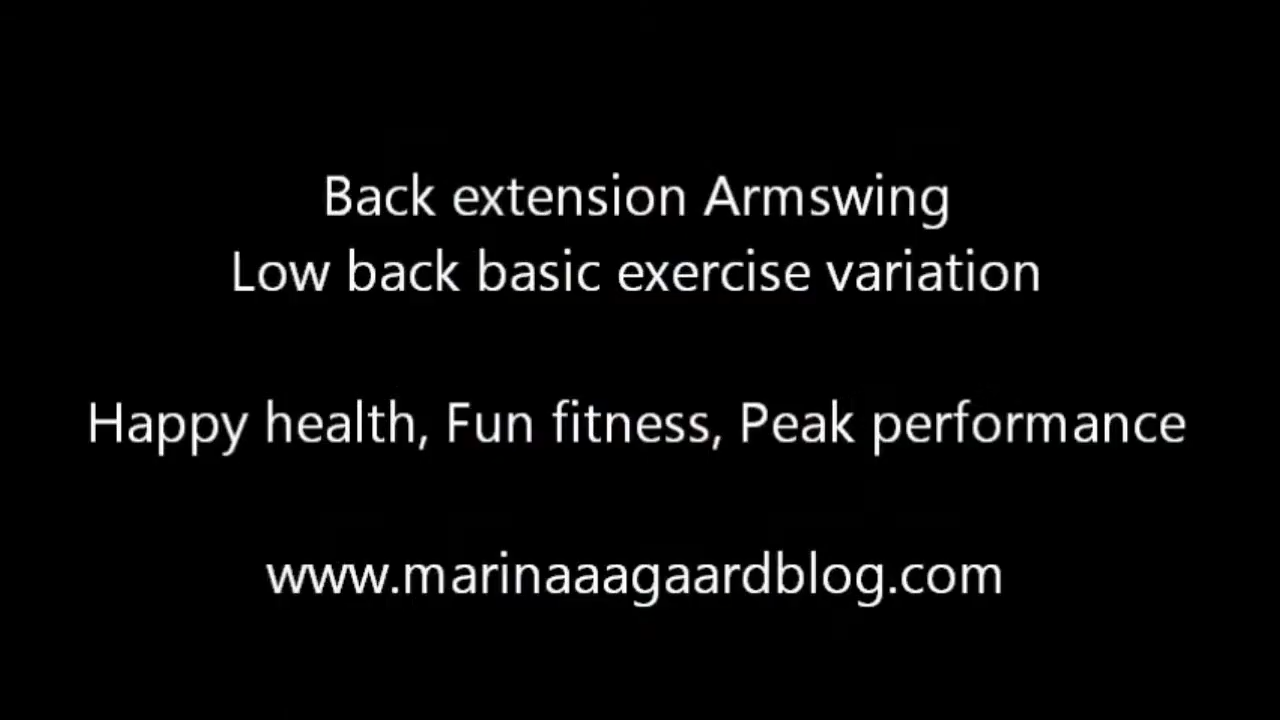 Back extension Armswing
Low back basic exercise variation
Happy health, Fun fitness, Peak performance
www.marinaaagaardblog.com